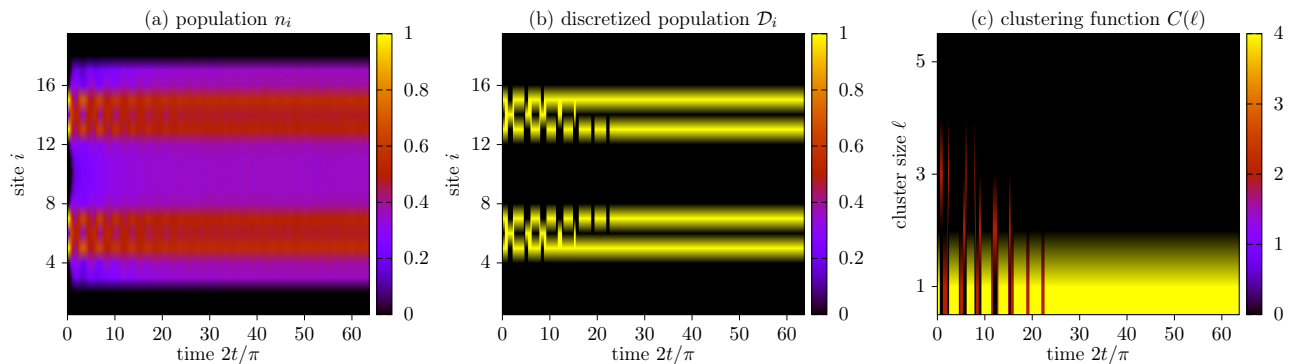 (a) population n_i
site i
16
12
8
4
0 10 20 30 40 50 60
time 2t/π
1
0.8
0.6
0.4
0.2
0
(b) discretized population 𝒟_i
site i
16
12
8
4
0 10 20 30 40 50 60
time 2t/π
1
0.8
0.6
0.4
0.2
0
(c) clustering function C(ℓ)
cluster size ℓ
5
3
1
0 10 20 30 40 50 60
time 2t/π
4
3
2
1
0